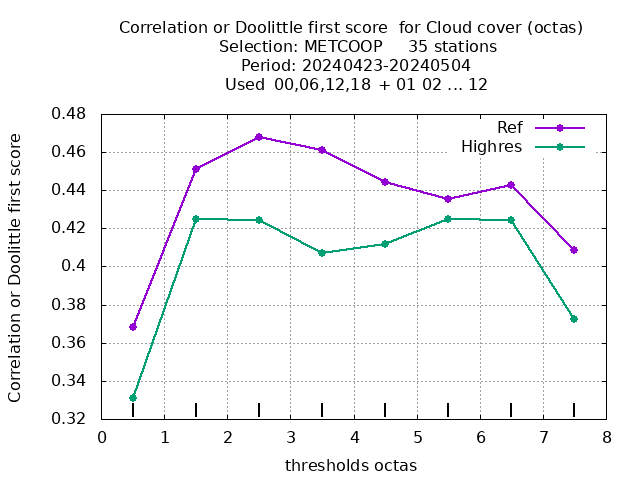 Correlation or Doolittle first score  for Cloud cover (octas)
Selection: METCOOP     35 stations
Period: 20240423-20240504
Used  00,06,12,18 + 01 02 ... 12
Correlation or Doolittle first score
0.48
0.46
0.44
0.42
0.4
0.38
0.36
0.34
0.32
Ref
Highres
0 1 2 3 4 5 6 7 8
thresholds octas